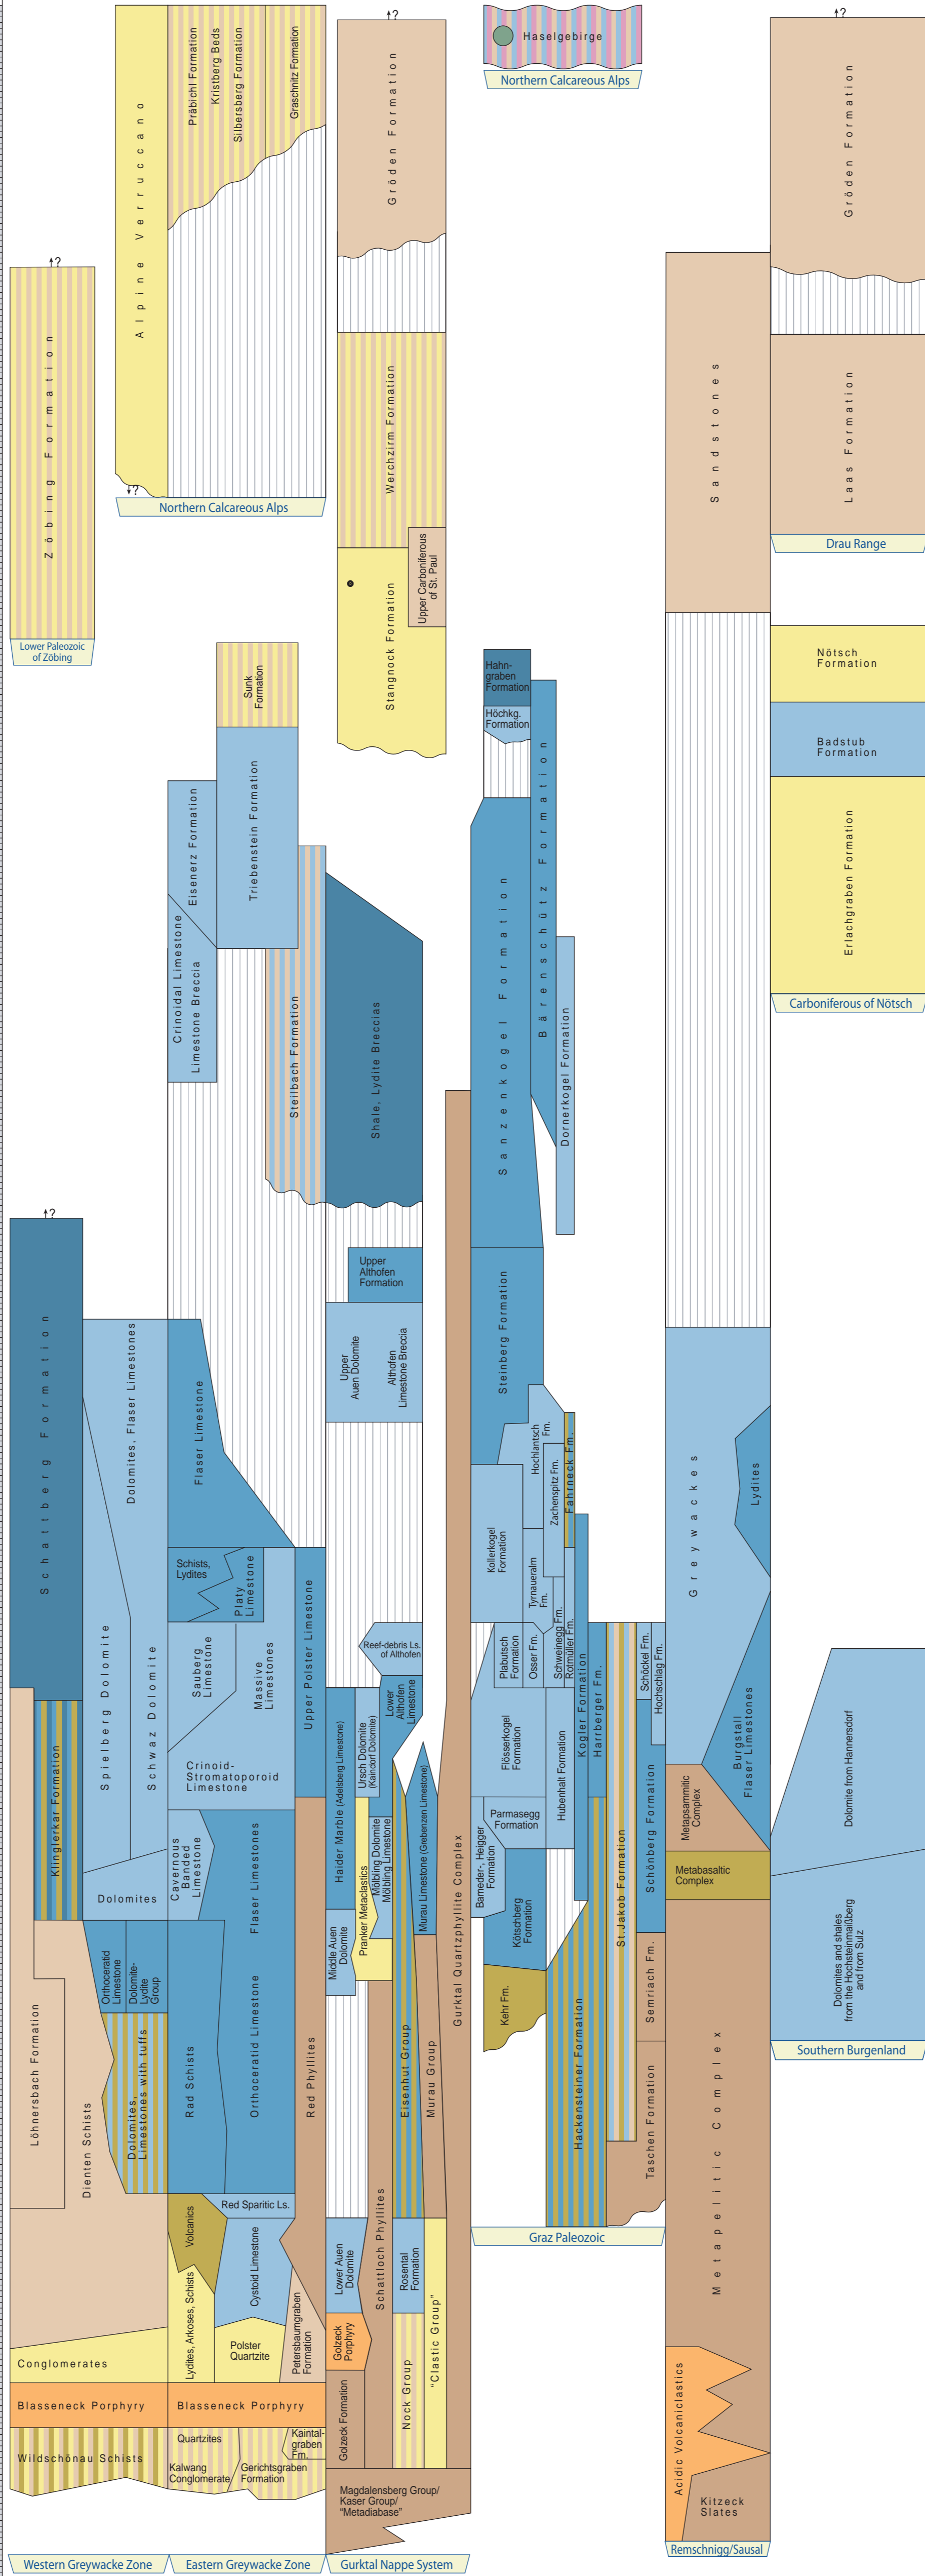 ?
?
?
Haselgebirge
Northern Calcareous Alps
Alpine Verruccano
Präbichl Formation
Kristberg Beds
Silbersberg Formation
Graschnitz Formation
Gröden Formation
Gröden Formation
?
Zöbing Formation
Werchzirm Formation
Sandstones
Laas Formation
Northern Calcareous Alps
Drau Range
Upper Carboniferous
of St. Paul
Stangnock Formation
Lower Paleozoic
of Zöbing
Sunk
Formation
Hahn-
graben
Formation
Höchkg.
Formation
Nötsch
Formation
Badstub
Formation
Erlachgraben Formation
Carboniferous of Nötsch
Eisenerz Formation
Triebenstein Formation
Crinoidal Limestone
Limestone Breccia
Steilbach Formation
Shale, Lydite Breccias
Sanzenkogel Formation
Bärenschütz Formation
Dornerkogel Formation
?
Schattberg Formation
Dolomites, Flaser Limestones
Flaser Limestone
Upper
Althofen
Formation
Upper
Auen Dolomite
Althofen
Limestone Breccia
Steinberg Formation
Hochlantsch
Fm.
Zachenspitz Fm.
Fahrneck Fm.
Kollerkogel
Formation
Tyrnaueralm
Fm.
Greywackes
Lydites
Schists,
Lydites
Platy
Limestone
Upper Polster Limestone
Spielberg Dolomite
Schwaz Dolomite
Sauberg
Limestone
Massive
Limestones
Reef-debris Ls.
of Althofen
Plabutsch
Formation
Osser Fm.
Schweinegg Fm.
Rotmüller Fm.
Kogler Formation
Harrberger Fm.
Schöckel Fm.
Hochschlag Fm.
Burgstall
Flaser Limestones
Dolomite from Hannersdorf
Klinglerkar Formation
Crinoid-
Stromatoporoid
Limestone
Haider Marble (Adelsberg Limestone)
Ursch Dolomite
(Kaindorf Dolomite)
Lower
Althofen
Limestone
Murau Limestone (Grebenzen Limestone)
Gurktal Quartzphyllite Complex
Flösserkogel
Formation
Hubenhalt Formation
Parmasegg
Formation
Bameder-, Heigger
Formation
Kötschberg
Formation
St.Jakob Formation
Schönberg Formation
Metapsammitic
Complex
Metabasaltic
Complex
Dolomites
Cavernous
Banded
Limestone
Flaser Limestones
Middle Auen
Dolomite
Pranker Metaclastics
Mölbling Dolomite
Mölbling Limestone
Orthoceratid
Limestone
Dolomite-
Lydite
Group
Dolomites,
Limestones with tuffs
Löhnersbach Formation
Dienten Schists
Rad Schists
Orthoceratid Limestone
Red Phyllites
Eisenhut Group
Murau Group
Kehr Fm.
Hackensteiner Formation
Semriach Fm.
Taschen Formation
Metapelitic Complex
Dolomites and shales
from the Hochsteinmaißberg
and from Sulz
Southern Burgenland
Graz Paleozoic
Volcanics
Red Sparitic Ls.
Cystoid Limestone
Lydites, Arkoses, Schists
Polster
Quartzite
Petersbaumgraben
Formation
Lower Auen
Dolomite
Schattloch Phyllites
Rosental
Formation
"Clastic Group"
Golzeck
Porphyry
Golzeck Formation
Nock Group
Conglomerates
Blasseneck Porphyry
Blasseneck Porphyry
Wildschönau Schists
Quartzites
Kalwang
Conglomerate
Gerichtsgraben
Formation
Kaintal-
graben
Fm.
Magdalensberg Group/
Kaser Group/
"Metadiabase"
Acidic Volcaniclastics
Kitzeck
Slates
Remschnigg/Sausal
Western Greywacke Zone
Eastern Greywacke Zone
Gurktal Nappe System